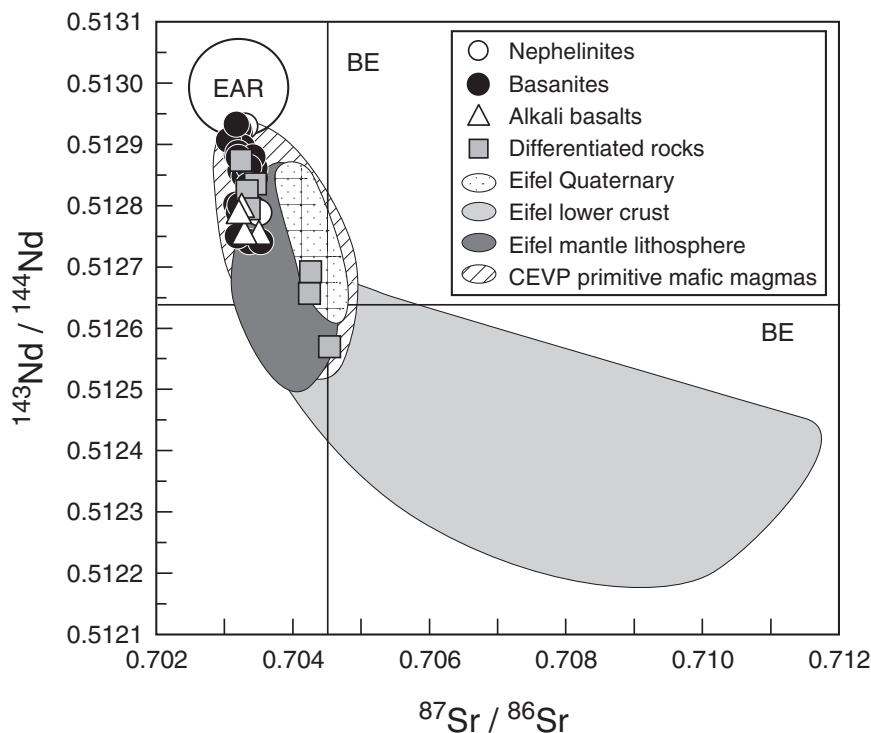 0.5131
0.5130
0.5129
0.5128
0.5127
0.5126
0.5125
0.5124
0.5123
0.5122
0.5121
143Nd / 144Nd
EAR
BE
Nephelinites
Basanites
Alkali basalts
Differentiated rocks
Eifel Quaternary
Eifel lower crust
Eifel mantle lithosphere
CEVP primitive mafic magmas
BE
0.702 0.704 0.706 0.708 0.710 0.712
87Sr / 86Sr